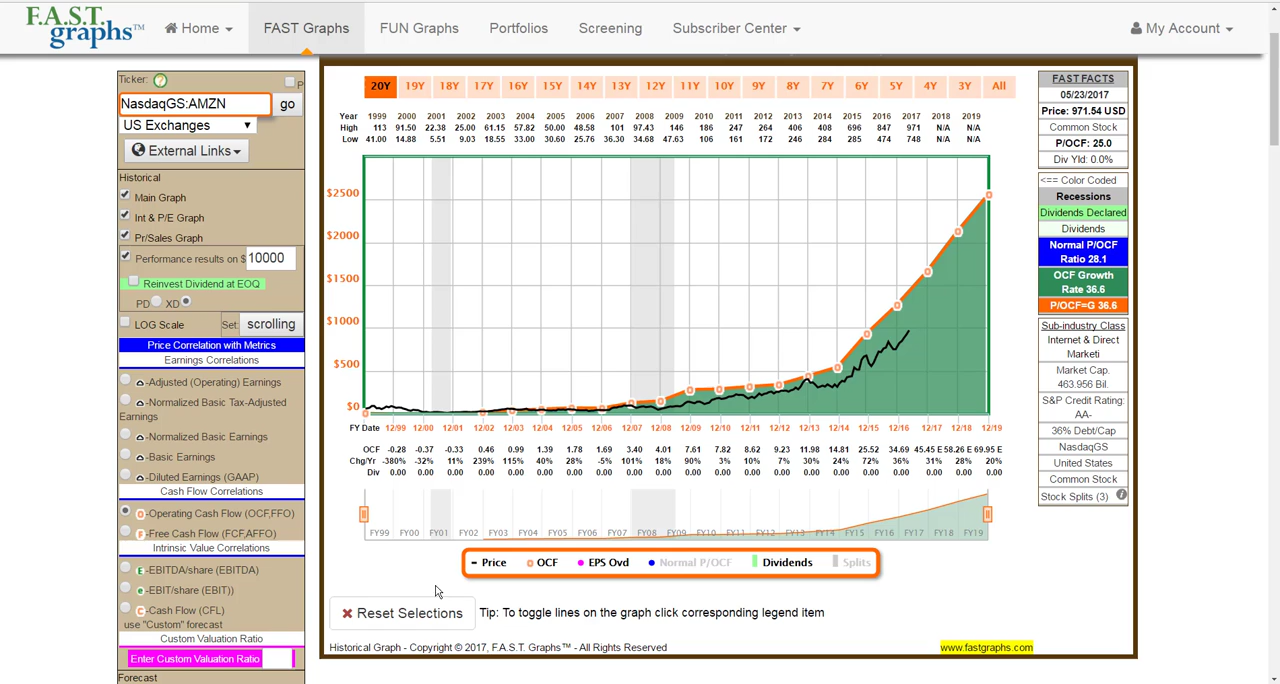 F.A.S.T.
graphs™
Home
FAST Graphs
FUN Graphs
Portfolios
Screening
Subscriber Center
My Account
Ticker: ?
P
NasdaqGS:AMZN
go
US Exchanges
External Links
Historical
Main Graph
Int & P/E Graph
Pr/Sales Graph
Performance results on $ 10000
Reinvest Dividend at EOQ
PD XD
LOG Scale Set: scrolling
Price Correlation with Metrics
Earnings Correlations
-Adjusted (Operating) Earnings
-Normalized Basic Tax-Adjusted
Earnings
-Normalized Basic Earnings
-Basic Earnings
-Diluted Earnings (GAAP)
Cash Flow Correlations
O-Operating Cash Flow (OCF,FFO)
F-Free Cash Flow (FCF,AFFO)
Intrinsic Value Correlations
E-EBITDA/share (EBITDA)
e-EBIT/share (EBIT))
C-Cash Flow (CFL)
use "Custom" forecast
Custom Valuation Ratio
Enter Custom Valuation Ratio
Forecast
20Y 19Y 18Y 17Y 16Y 15Y 14Y 13Y 12Y 11Y 10Y 9Y 8Y 7Y 6Y 5Y 4Y 3Y All
Year 1999 2000 2001 2002 2003 2004 2005 2006 2007 2008 2009 2010 2011 2012 2013 2014 2015 2016 2017 2018 2019
High 113 91.50 22.38 25.00 61.15 57.82 50.00 48.58 101 97.43 146 186 247 264 406 408 696 847 971 N/A N/A
Low 41.00 14.88 5.51 9.03 18.55 33.00 30.60 25.76 36.30 34.68 47.63 106 161 172 246 284 285 474 748 N/A N/A
$2500
$2000
$1500
$1000
$500
$0
FY Date 12/99 12/00 12/01 12/02 12/03 12/04 12/05 12/06 12/07 12/08 12/09 12/10 12/11 12/12 12/13 12/14 12/15 12/16 12/17 12/18 12/19
OCF -0.28 -0.37 -0.33 0.46 0.99 1.39 1.78 1.69 3.40 4.01 7.61 7.82 8.62 9.23 11.98 14.81 25.52 34.69 45.45 E 58.26 E 69.95 E
Chg/Yr -380% -32% 11% 239% 115% 40% 28% -5% 101% 18% 90% 3% 10% 7% 30% 24% 72% 36% 31% 28% 20%
Div 0.00 0.00 0.00 0.00 0.00 0.00 0.00 0.00 0.00 0.00 0.00 0.00 0.00 0.00 0.00 0.00 0.00 0.00 0.00 0.00 0.00
FY99 FY00 FY01 FY02 FY03 FY04 FY05 FY06 FY07 FY08 FY09 FY10 FY11 FY12 FY13 FY14 FY15 FY16 FY17 FY18 FY19
Price OCF EPS Ovd Normal P/OCF Dividends Splits
Reset Selections
Tip: To toggle lines on the graph click corresponding legend item
Historical Graph - Copyright © 2017, F.A.S.T. Graphs™ - All Rights Reserved
www.fastgraphs.com
FAST FACTS
05/23/2017
Price: 971.54 USD
Common Stock
P/OCF: 25.0
Div Yld: 0.0%
<== Color Coded
Recessions
Dividends Declared
Dividends
Normal P/OCF
Ratio 28.1
OCF Growth
Rate 36.6
P/OCF=G 36.6
Sub-industry Class
Internet & Direct
Marketi
Market Cap.
463.956 Bil.
S&P Credit Rating:
AA-
36% Debt/Cap
NasdaqGS
United States
Common Stock
Stock Splits (3)